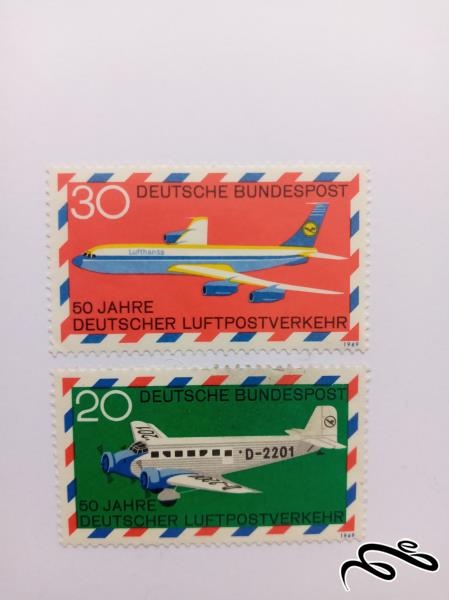 30 DEUTSCHE BUNDESPOST
Lufthansa
50 JAHRE
DEUTSCHER LUFTPOSTVERKEHR
1969
20 DEUTSCHE BUNDESPOST
D-2201
50 JAHRE
DEUTSCHER LUFTPOSTVERKEHR
1969